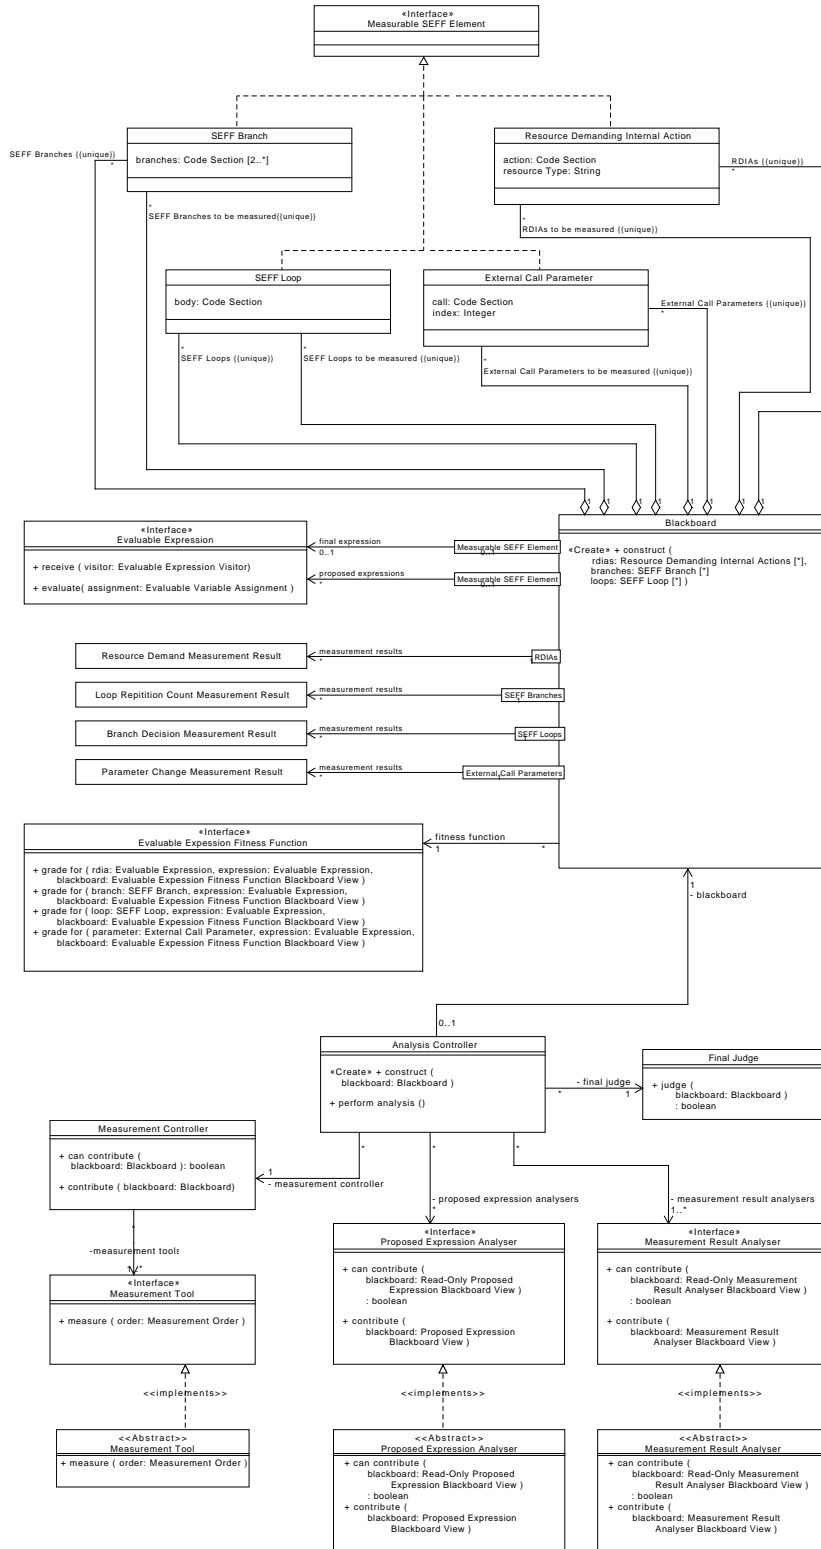 «Interface»
Measurable SEFF Element
SEFF Branch
branches: Code Section [2..*]
SEFF Branches {(unique})
*
Resource Demanding Internal Action
action: Code Section
resource Type: String
RDIAs {(unique})
*
*
SEFF Branches to be measured{(unique})
*
RDIAs to be measured {(unique})
SEFF Loop
body: Code Section
External Call Parameter
call: Code Section
index: Integer
External Call Parameters {(unique})
*
*
SEFF Loops {(unique})
*
SEFF Loops to be measured {(unique})
*
External Call Parameters to be measured {(unique})
1 1 1 1 1 1 1 1
Blackboard
«Create» + construct (
rdias: Resource Demanding Internal Actions [*],
branches: SEFF Branch [*]
loops: SEFF Loop [*] )
«Interface»
Evaluable Expression
+ receive ( visitor: Evaluable Expression Visitor)
+ evaluate( assignment: Evaluable Variable Assignment )
final expression
0..1
Measurable SEFF Element
0..1
proposed expressions
*
Measurable SEFF Element
0..1
Resource Demand Measurement Result
measurement results
*
RDIAs
Loop Repitition Count Measurement Result
measurement results
*
SEFF Branches
1
Branch Decision Measurement Result
measurement results
*
SEFF Loops
1
Parameter Change Measurement Result
measurement results
*
External Call Parameters
1
«Interface»
Evaluable Expession Fitness Function
+ grade for ( rdia: Evaluable Expression, expression: Evaluable Expression,
blackboard: Evaluable Expession Fitness Function Blackboard View )
+ grade for ( branch: SEFF Branch, expression: Evaluable Expression,
blackboard: Evaluable Expession Fitness Function Blackboard View )
+ grade for ( loop: SEFF Loop, expression: Evaluable Expression,
blackboard: Evaluable Expession Fitness Function Blackboard View )
+ grade for ( parameter: External Call Parameter, expression: Evaluable Expression,
blackboard: Evaluable Expession Fitness Function Blackboard View )
fitness function
1
*
1
- blackboard
0..1
Analysis Controller
«Create» + construct (
blackboard: Blackboard )
+ perform analysis ()
- final judge
*
1
Final Judge
+ judge (
blackboard: Blackboard )
: boolean
Measurement Controller
+ can contribute (
blackboard: Blackboard ): boolean
+ contribute ( blackboard: Blackboard)
*
*
*
1
- measurement controller
- proposed expression analysers
*
- measurement result analysers
1..*
*
-measurement tools
1..*
«Interface»
Measurement Tool
+ measure ( order: Measurement Order )
«Interface»
Proposed Expression Analyser
+ can contribute (
blackboard: Read-Only Proposed
Expression Blackboard View )
: boolean
+ contribute (
blackboard: Proposed Expression
Blackboard View )
«Interface»
Measurement Result Analyser
+ can contribute (
blackboard: Read-Only Measurement
Result Analyser Blackboard View )
: boolean
+ contribute (
blackboard: Measurement Result
Analyser Blackboard View )
<<implements>>
<<implements>>
<<implements>>
<<Abstract>>
Measurement Tool
+ measure ( order: Measurement Order )
<<Abstract>>
Proposed Expression Analyser
+ can contribute (
blackboard: Read-Only Proposed
Expression Blackboard View )
: boolean
+ contribute (
blackboard: Proposed Expression
Blackboard View )
<<Abstract>>
Measurement Result Analyser
+ can contribute (
blackboard: Read-Only Measurement
Result Analyser Blackboard View )
: boolean
+ contribute (
blackboard: Measurement Result
Analyser Blackboard View )